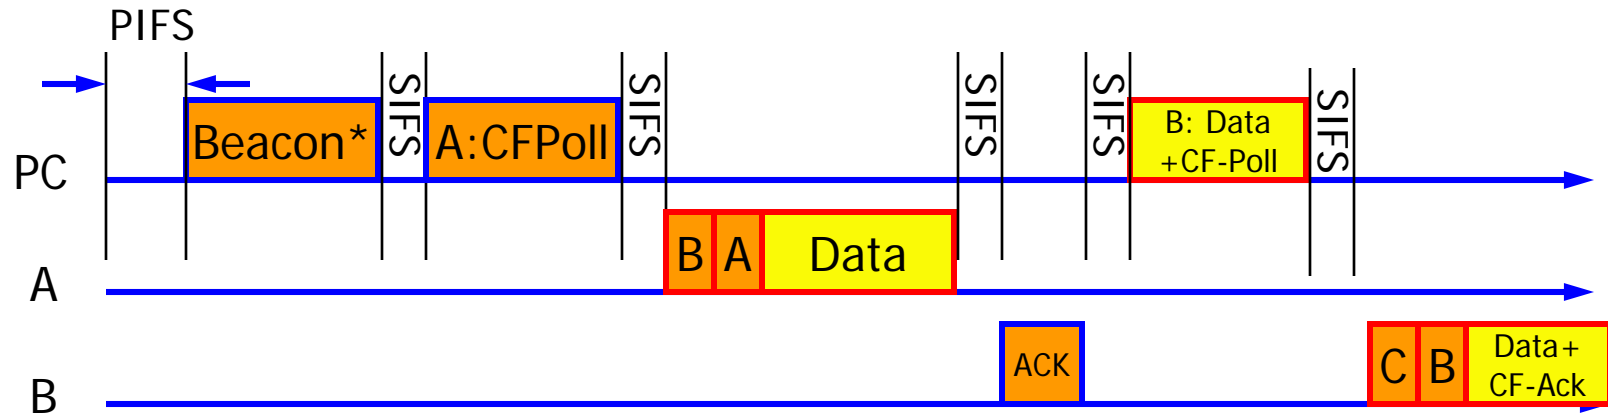 PIFS
PC
Beacon*
SIFS
A:CFPoll
SIFS
SIFS
SIFS
B: Data
+CF-Poll
SIFS
A
B
A
Data
B
ACK
C
B
Data+
CF-Ack